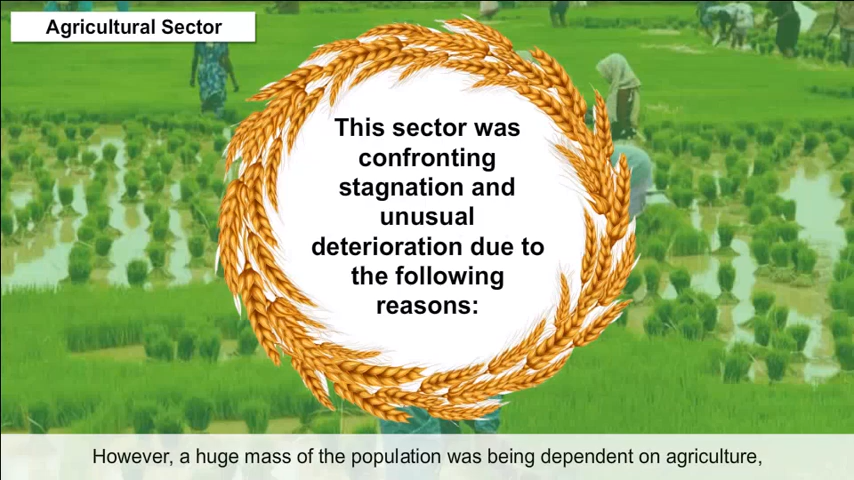 Agricultural Sector
This sector was
confronting
stagnation and
unusual
deterioration due to
the following
reasons:
However, a huge mass of the population was being dependent on agriculture,